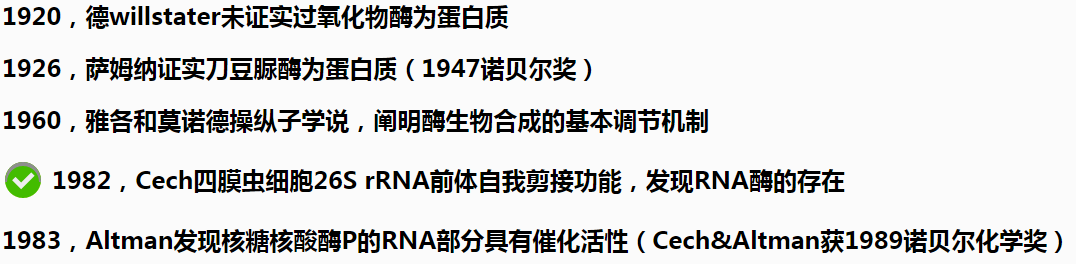 1920，德willstater未证实过氧化物酶为蛋白质
1926，萨姆纳证实刀豆脲酶为蛋白质（1947诺贝尔奖）
1960，雅各和莫诺德操纵子学说，阐明酶生物合成的基本调节机制
1982，Cech四膜虫细胞26S rRNA前体自我剪接功能，发现RNA酶的存在
1983，Altman发现核糖核酸酶P的RNA部分具有催化活性（Cech&Altman获1989诺贝尔化学奖）